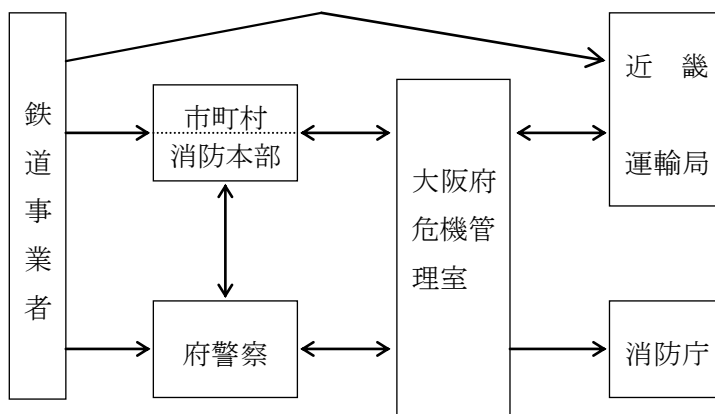 鉄道事業者
市町村
消防本部
府警察
大阪府
危機管
理室
近　畿
運輸局
消防庁